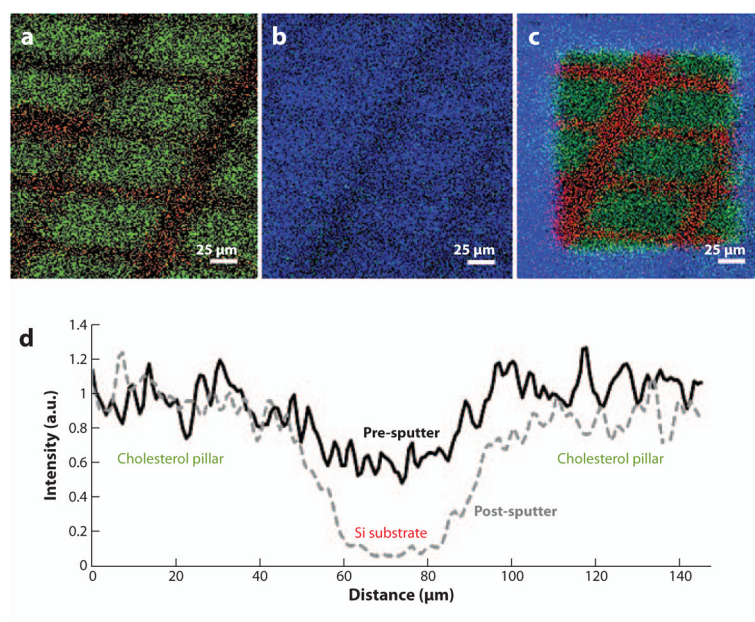 a
b
c
25 µm
25 µm
25 µm
d
1.4
1.2
1
0.8
0.6
0.4
0.2
0
Intensity (a.u.)
Pre-sputter
Cholesterol pillar
Cholesterol pillar
Post-sputter
Si substrate
0
20
40
60
80
100
120
140
Distance (µm)